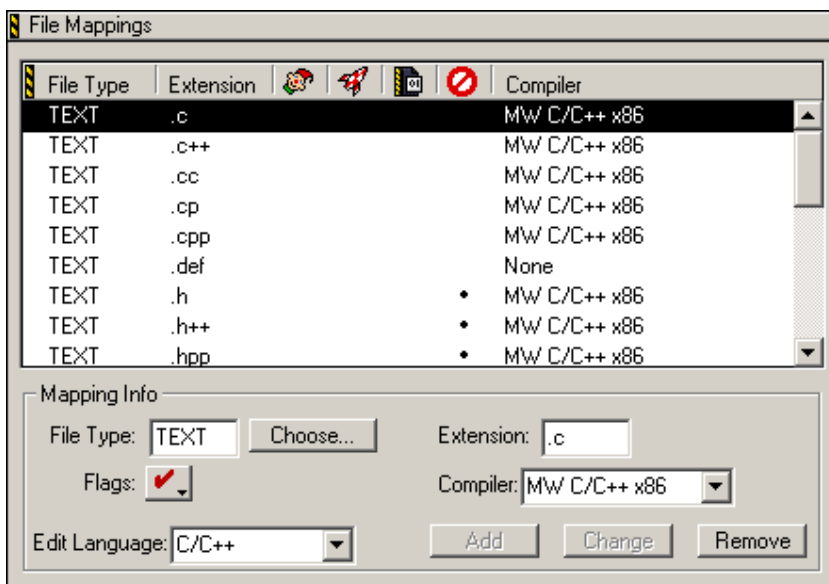 File Mappings
File Type Extension Compiler
TEXT .c MW C/C++ x86
TEXT .c++ MW C/C++ x86
TEXT .cc MW C/C++ x86
TEXT .cp MW C/C++ x86
TEXT .cpp MW C/C++ x86
TEXT .def None
TEXT .h • MW C/C++ x86
TEXT .h++ • MW C/C++ x86
TEXT .hpp • MW C/C++ x86
Mapping Info
File Type: TEXT Choose... Extension: .c
Flags: Compiler: MW C/C++ x86
Edit Language: C/C++ Add Change Remove